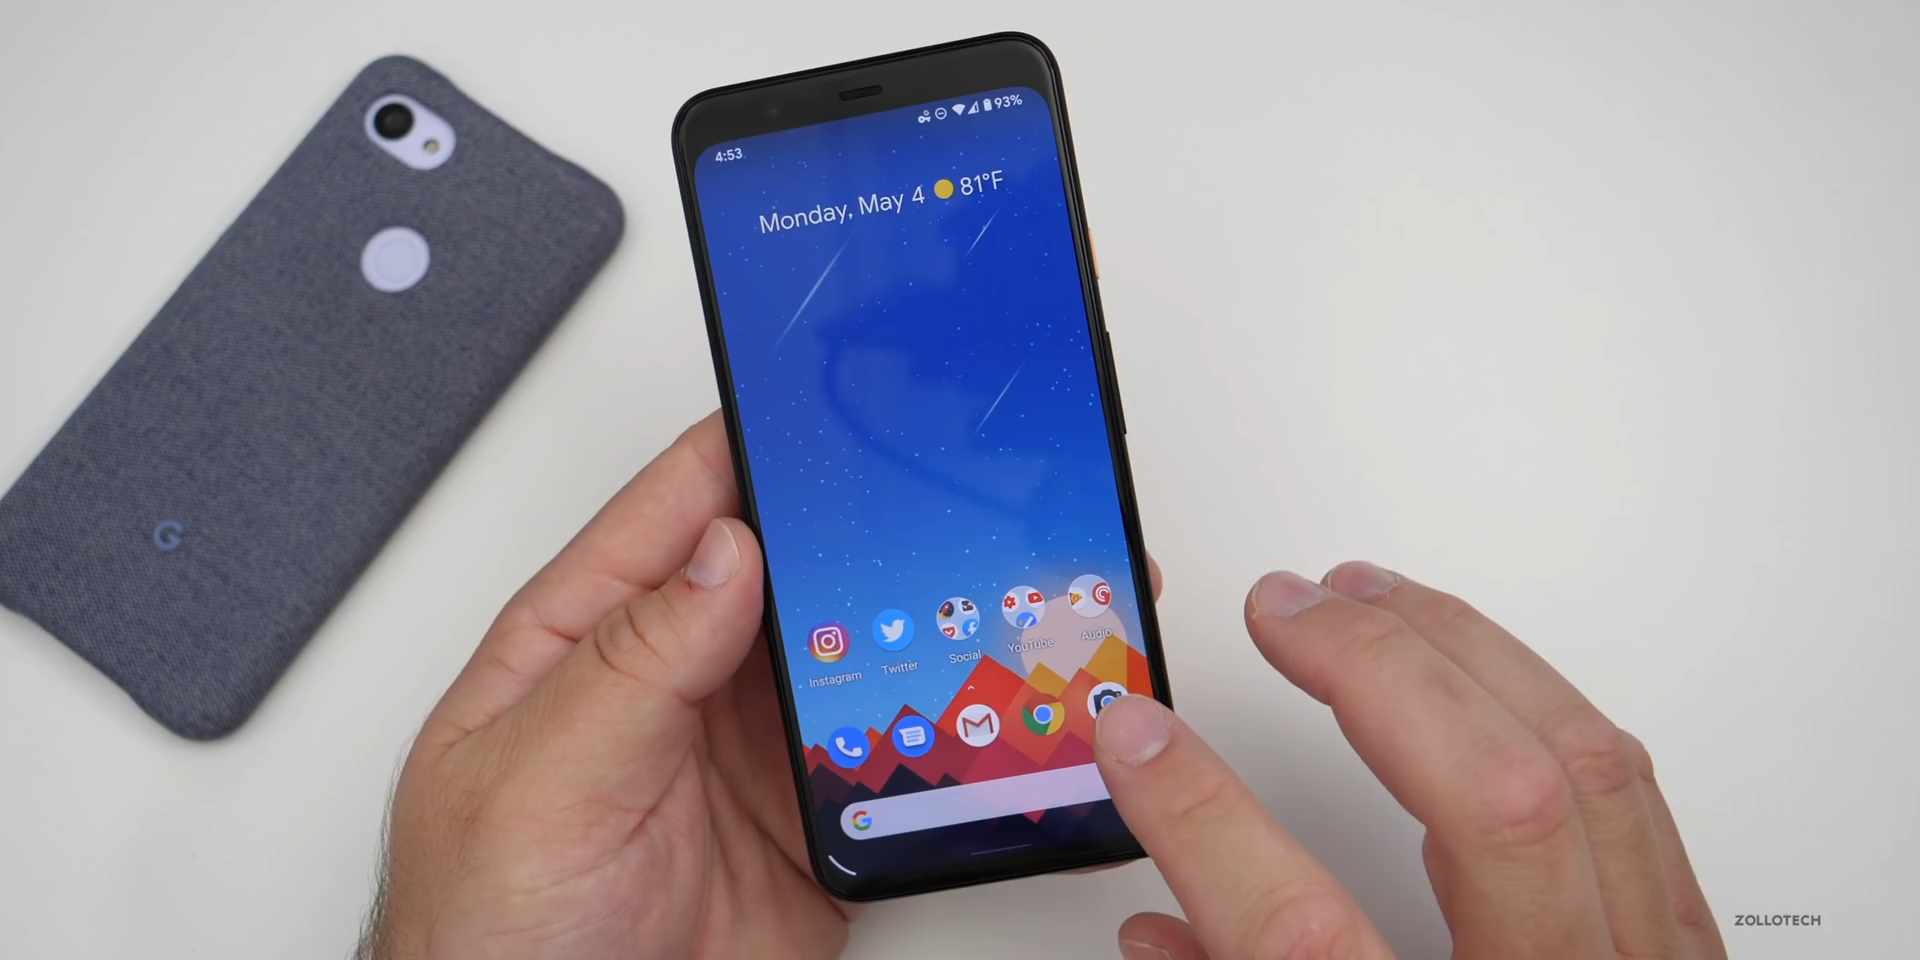 93%
4:53
Monday, May 4 81°F
Instagram
Twitter
Social
YouTube
Audio
G
ZOLLOTECH